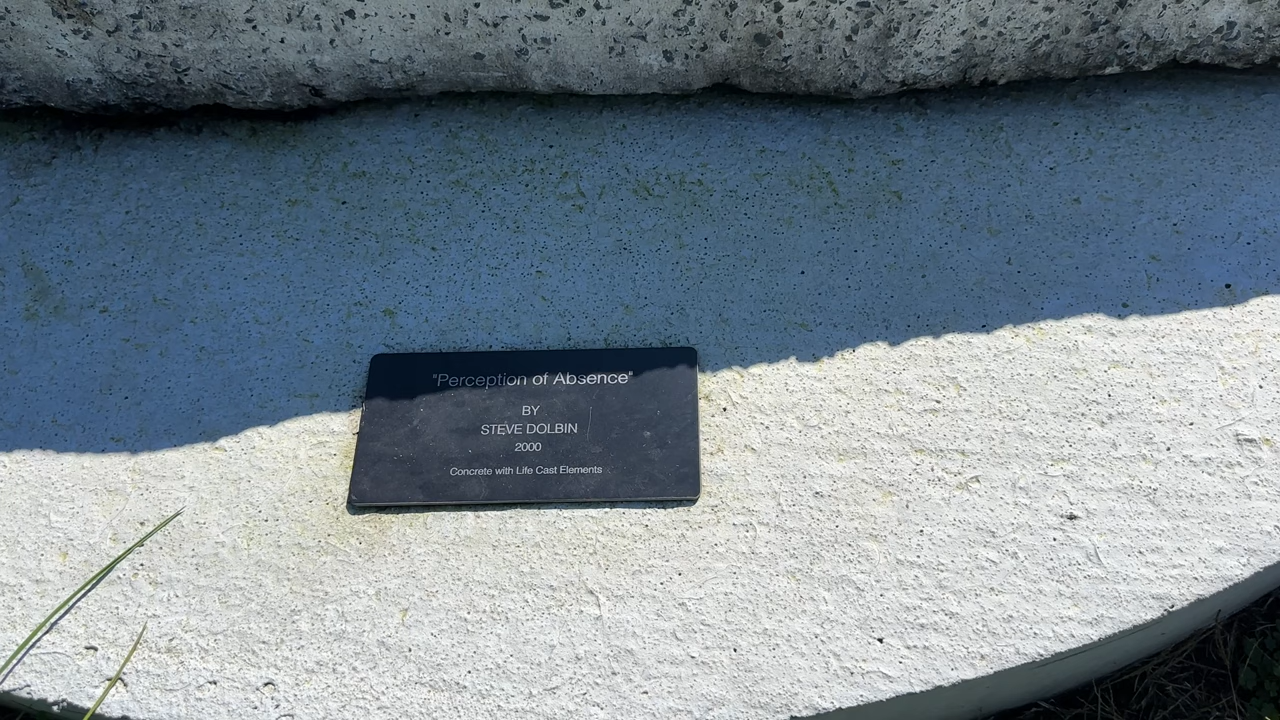 "Perception of Absence"
BY
STEVE DOLBIN
2000
Concrete with Life Cast Elements